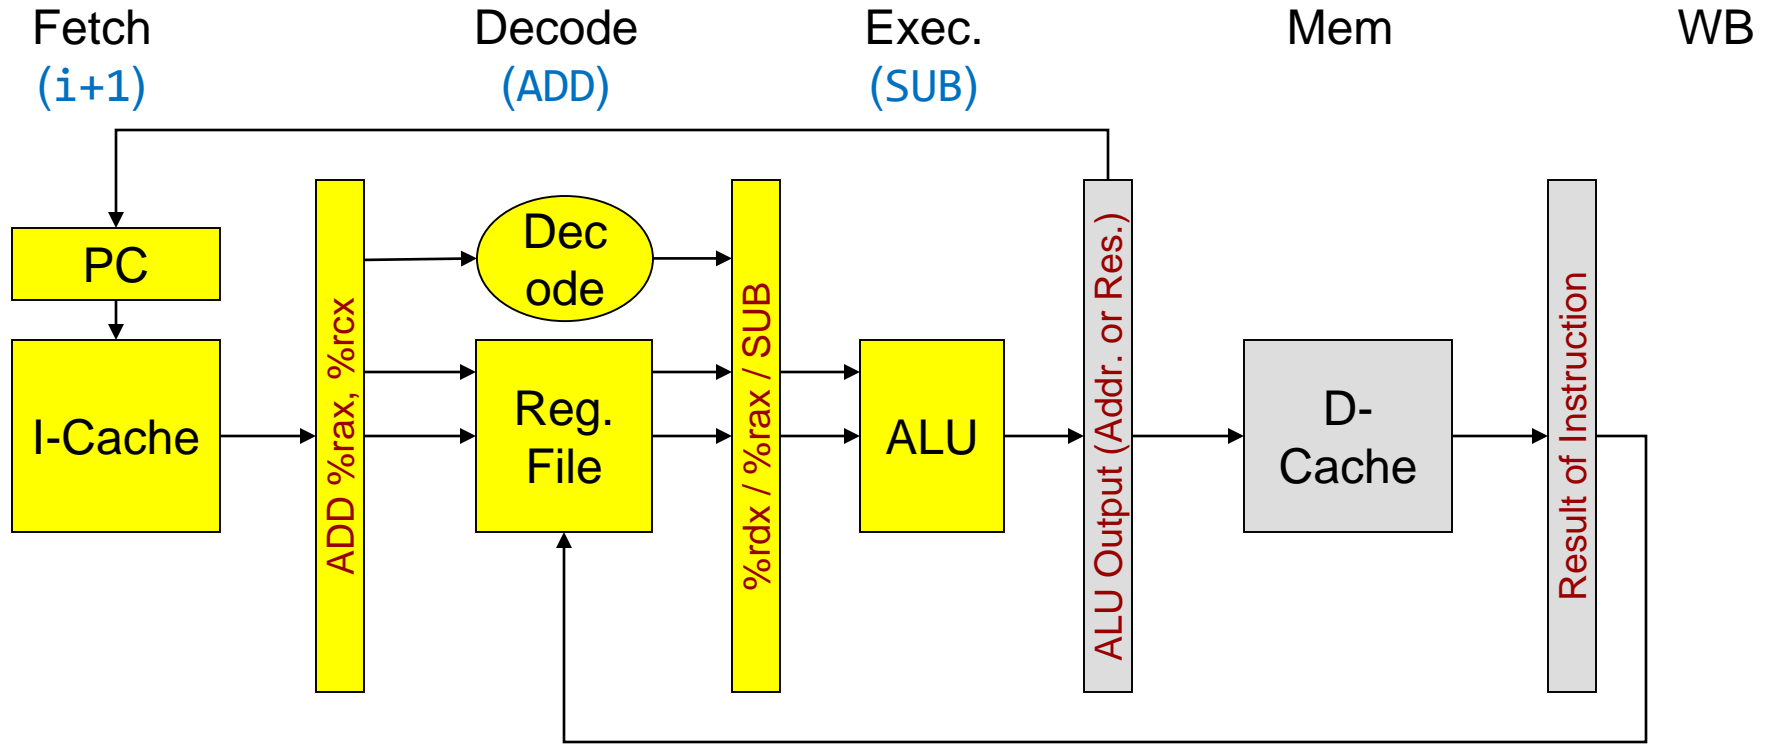 Fetch
(i+1)
Decode
(ADD)
Exec.
(SUB)
Mem
WB
PC
I-Cache
ADD %rax, %rcx
Dec
ode
Reg.
File
%rdx / %rax / SUB
ALU
ALU Output (Addr. or Res.)
D-
Cache
Result of Instruction